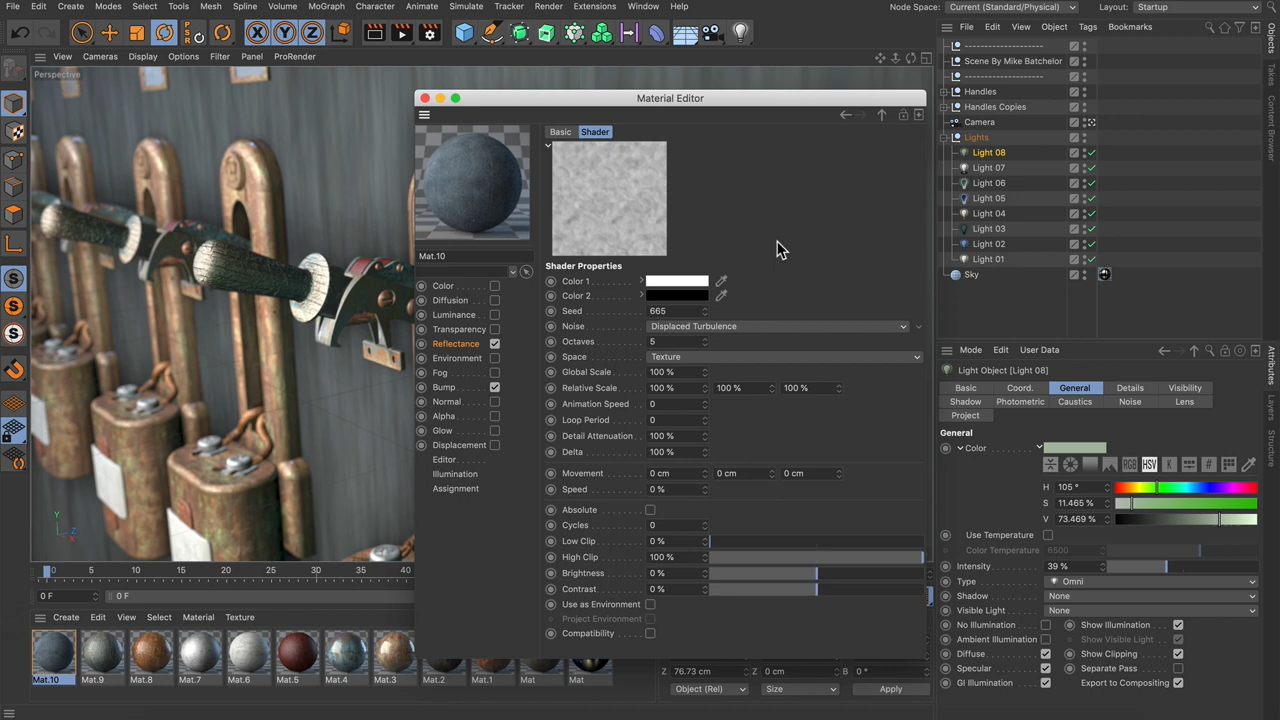 File Edit Create Modes Select Tools Mesh Spline Volume MoGraph Character Animate Simulate Tracker Render Extensions Window Help
Node Space: Current (Standard/Physical) Layout: Startup
PSR
X Y Z
File Edit View Object Tags Bookmarks
View Cameras Display Options Filter Panel ProRender
Perspective
Material Editor
Basic Shader
Mat.10
Color
Diffusion
Luminance
Transparency
Reflectance
Environment
Fog
Bump
Normal
Alpha
Glow
Displacement
Editor
Illumination
Assignment
Shader Properties
Color 1
Color 2
Seed 665
Noise Displaced Turbulence
Octaves 5
Space Texture
Global Scale 100 %
Relative Scale 100 % 100 % 100 %
Animation Speed 0
Loop Period 0
Detail Attenuation 100 %
Delta 100 %
Movement 0 cm 0 cm 0 cm
Speed 0 %
Absolute
Cycles 0
Low Clip 0 %
High Clip 100 %
Brightness 0 %
Contrast 0 %
Use as Environment
Project Environment
Compatibility
--------------------
Scene By Mike Batchelor
--------------------
Handles
Handles Copies
Camera
Lights
Light 08
Light 07
Light 06
Light 05
Light 04
Light 03
Light 02
Light 01
Sky
Objects
Takes
Content Browser
Attributes
Layers
Structure
Mode Edit User Data
Light Object [Light 08]
Basic Coord. General Details Visibility
Shadow Photometric Caustics Noise Lens
Project
General
Color
RGB HSV K
H 105 °
S 11.465 %
V 73.469 %
Use Temperature
Color Temperature 6500
Intensity 39 %
Type Omni
Shadow None
Visible Light None
No Illumination Show Illumination
Ambient Illumination Show Visible Light
Diffuse Show Clipping
Specular Separate Pass
GI Illumination Export to Compositing
Y
X
Z
0 5 10 15 20 25 30 35 40
0 F 0 F
Create Edit View Select Material Texture
Mat.10 Mat.9 Mat.8 Mat.7 Mat.6 Mat.5 Mat.4 Mat.3 Mat.2 Mat.1 Mat Mat
Z 76.73 cm Z 0 cm B 0 °
Object (Rel) Size Apply